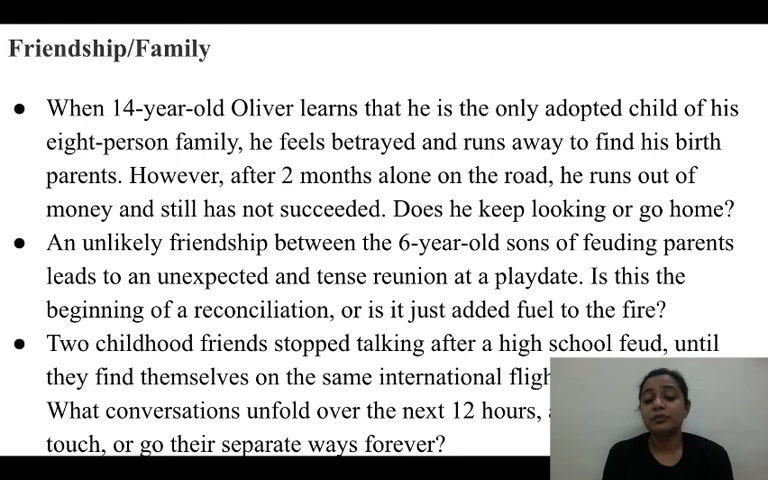 Friendship/Family
● When 14-year-old Oliver learns that he is the only adopted child of his
eight-person family, he feels betrayed and runs away to find his birth
parents. However, after 2 months alone on the road, he runs out of
money and still has not succeeded. Does he keep looking or go home?
● An unlikely friendship between the 6-year-old sons of feuding parents
leads to an unexpected and tense reunion at a playdate. Is this the
beginning of a reconciliation, or is it just added fuel to the fire?
● Two childhood friends stopped talking after a high school feud, until
they find themselves on the same international
What conversations unfold over the next 12 hours,
touch, or go their separate ways forever?